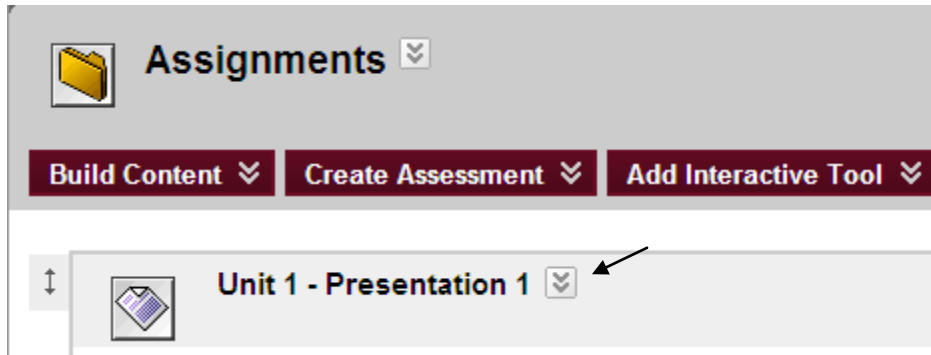 Assignments
Build Content Create Assessment Add Interactive Tool
Unit 1 - Presentation 1